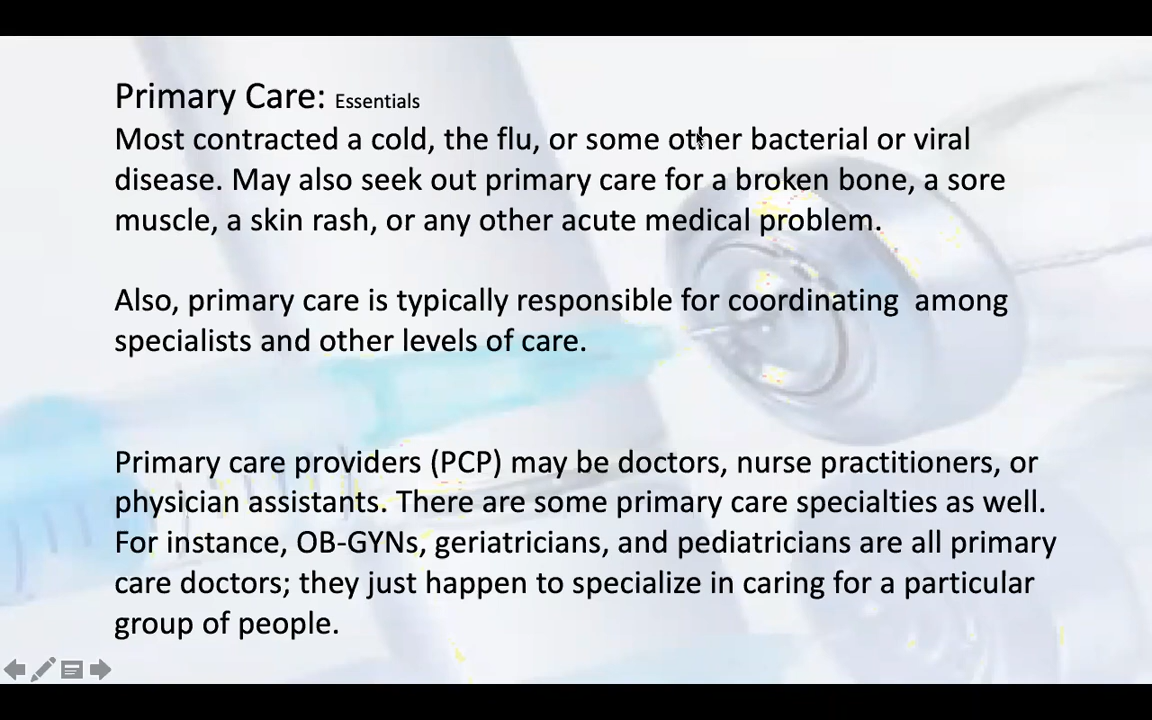 Primary Care: Essentials
Most contracted a cold, the flu, or some other bacterial or viral
disease. May also seek out primary care for a broken bone, a sore
muscle, a skin rash, or any other acute medical problem.
Also, primary care is typically responsible for coordinating  among
specialists and other levels of care.
Primary care providers (PCP) may be doctors, nurse practitioners, or
physician assistants. There are some primary care specialties as well.
For instance, OB-GYNs, geriatricians, and pediatricians are all primary
care doctors; they just happen to specialize in caring for a particular
group of people.